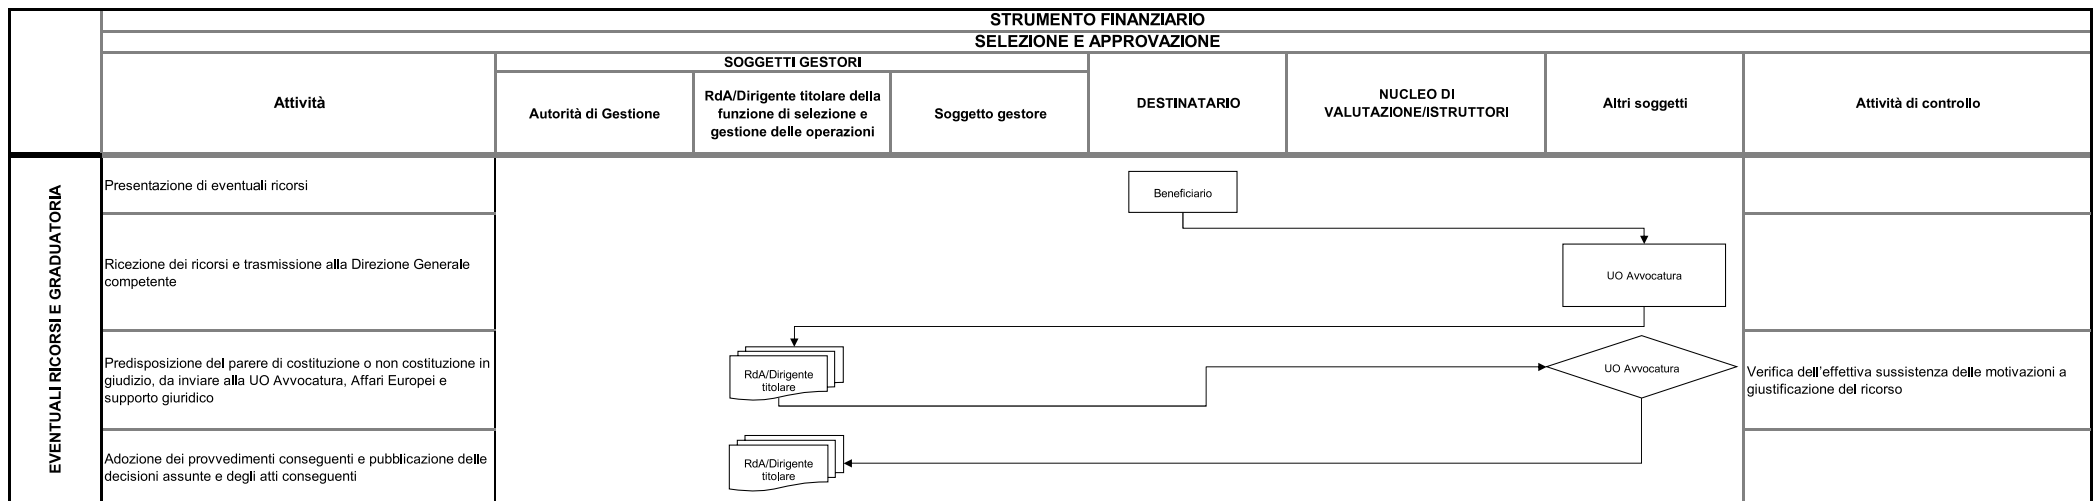 STRUMENTO FINANZIARIO
SELEZIONE E APPROVAZIONE
Attività
SOGGETTI GESTORI
Autorità di Gestione
RdA/Dirigente titolare della
funzione di selezione e
gestione delle operazioni
Soggetto gestore
DESTINATARIO
NUCLEO DI
VALUTAZIONE/ISTRUTTORI
Altri soggetti
Attività di controllo
EVENTUALI RICORSI E GRADUATORIA
Presentazione di eventuali ricorsi
Beneficiario
Ricezione dei ricorsi e trasmissione alla Direzione Generale
competente
UO Avvocatura
Predisposizione del parere di costituzione o non costituzione in
giudizio, da inviare alla UO Avvocatura, Affari Europei e
supporto giuridico
RdA/Dirigente
titolare
UO Avvocatura
Verifica dell'effettiva sussistenza delle motivazioni a
giustificazione del ricorso
Adozione dei provvedimenti conseguenti e pubblicazione delle
decisioni assunte e degli atti conseguenti
RdA/Dirigente
titolare